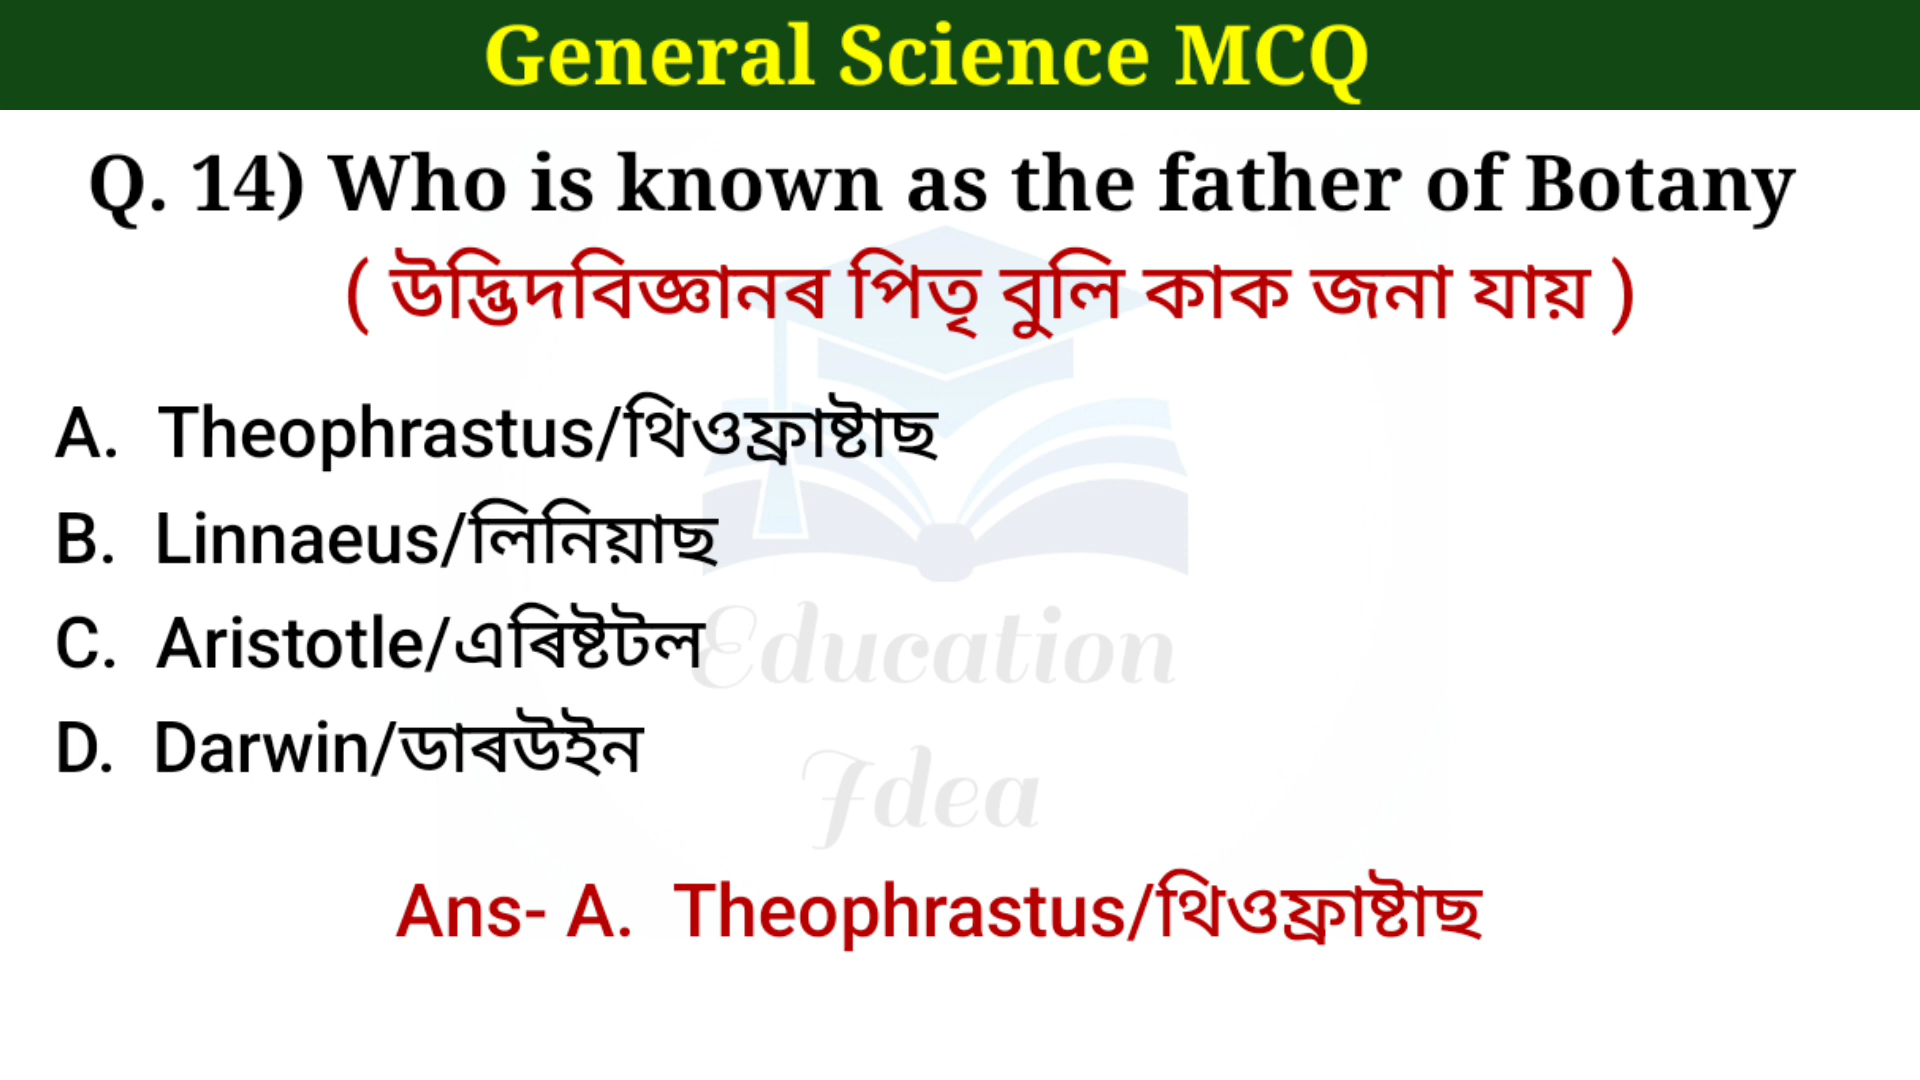 General Science MCQ
Q. 14) Who is known as the father of Botany
( উদ্ভিদবিজ্ঞানৰ পিতৃ বুলি কাক জনা যায় )
A. Theophrastus/থিওফ্ৰাষ্টাছ
B. Linnaeus/লিনিয়াছ
C. Aristotle/এৰিষ্টটল
D. Darwin/ডাৰউইন
Education
Idea
Ans- A. Theophrastus/থিওফ্ৰাষ্টাছ